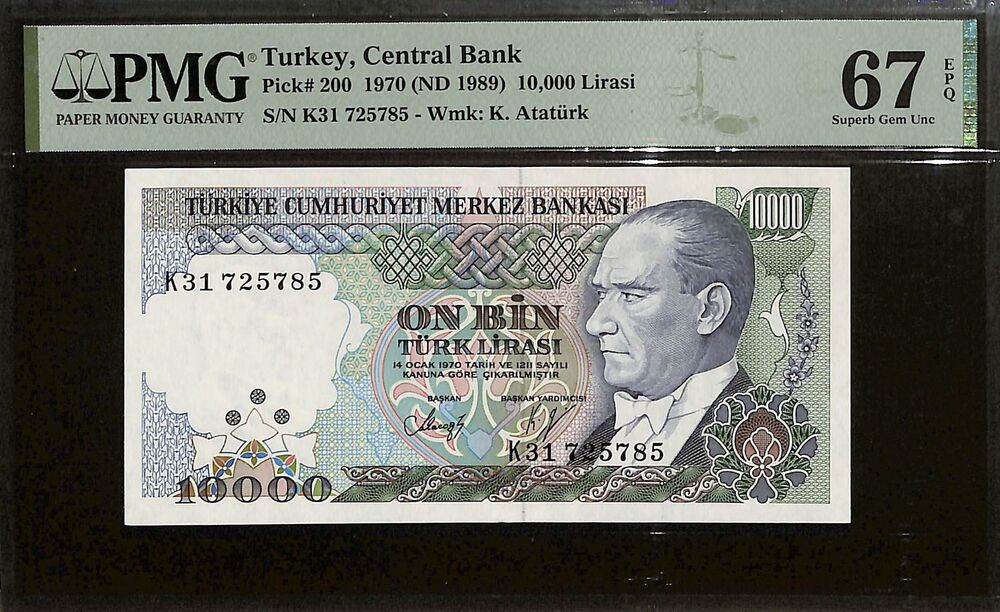 PMG®
PAPER MONEY GUARANTY
Turkey, Central Bank
Pick# 200 1970 (ND 1989) 10,000 Lirasi
S/N K31 725785 - Wmk: K. Atatürk
67
EPQ
Superb Gem Unc
TÜRKİYE CUMHURİYET MERKEZ BANKASI
10000
K31 725785
ON BİN
TÜRK LİRASI
14 OCAK 1970 TARİH VE 1211 SAYILI
KANUNA GÖRE ÇIKARILMIŞTIR
BAŞKAN BAŞKAN YARDIMCISI
K31 725785
10000